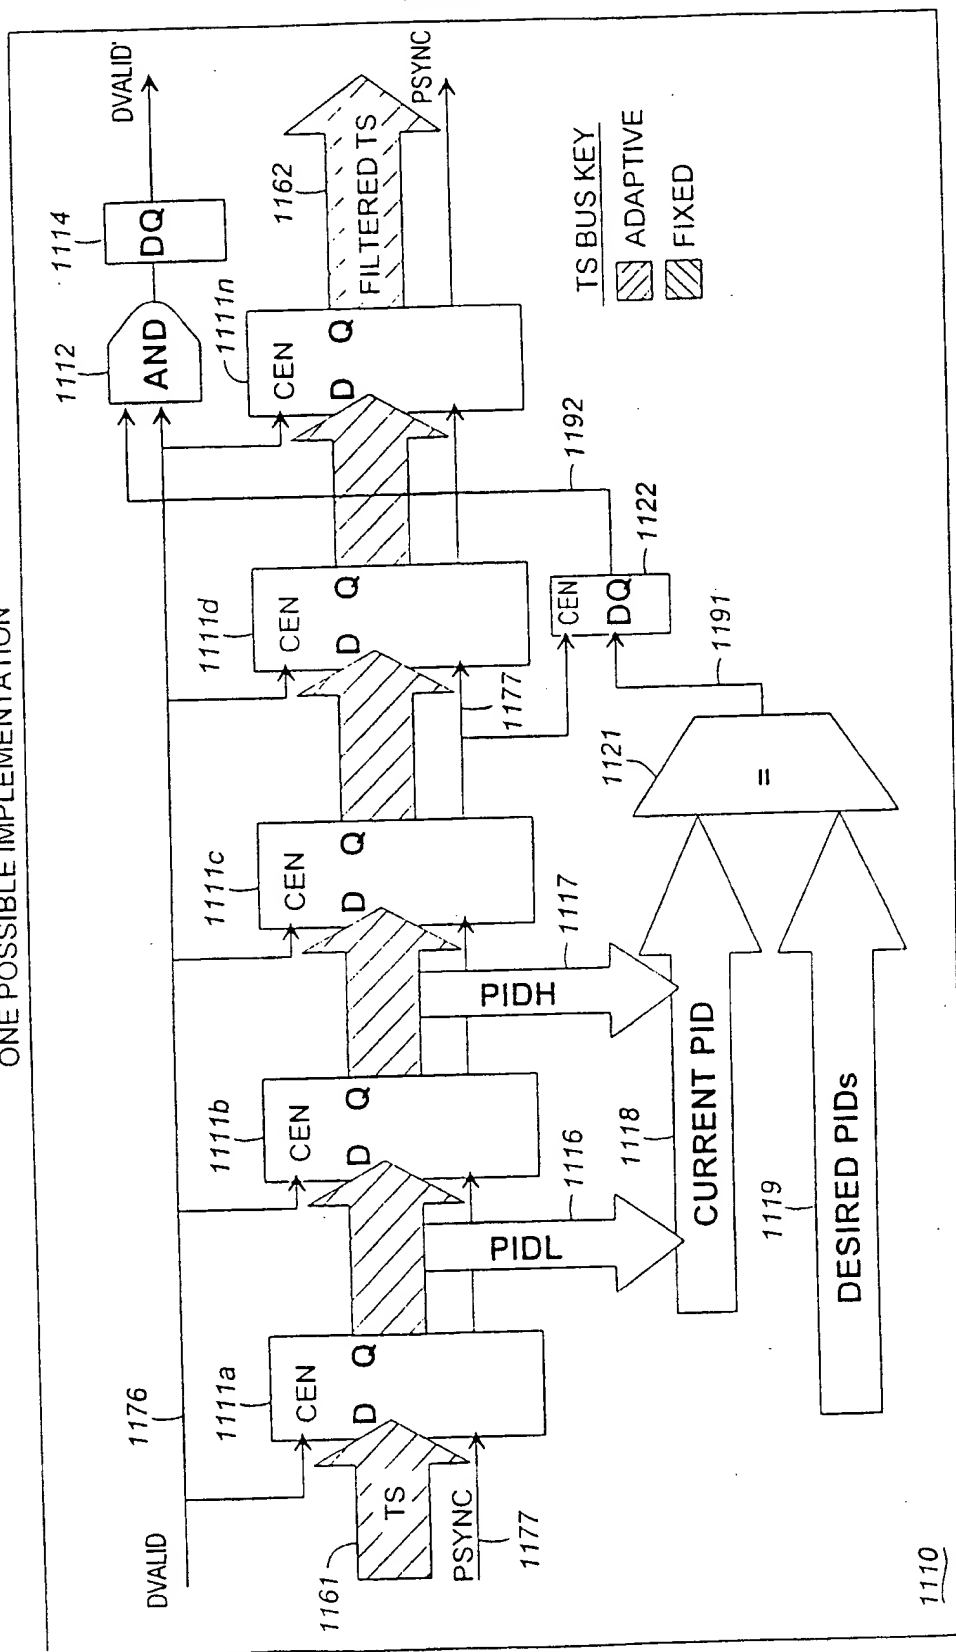 ONE POSSIBLE IMPLEMENTATION
DVALID
1176
1161
TS
PSYNC
1177
1111a
CEN
D Q
1111b
CEN
D Q
1111c
CEN
D Q
1111d
CEN
D Q
1177
1111n
CEN
D Q
1112
AND
1114
DQ
DVALID'
1162
FILTERED TS
PSYNC
PIDL
1116
PIDH
1117
1118
CURRENT PID
1119
DESIRED PIDs
1121
=
1191
CEN
DQ
1122
1192
TS BUS KEY
ADAPTIVE
FIXED
1110